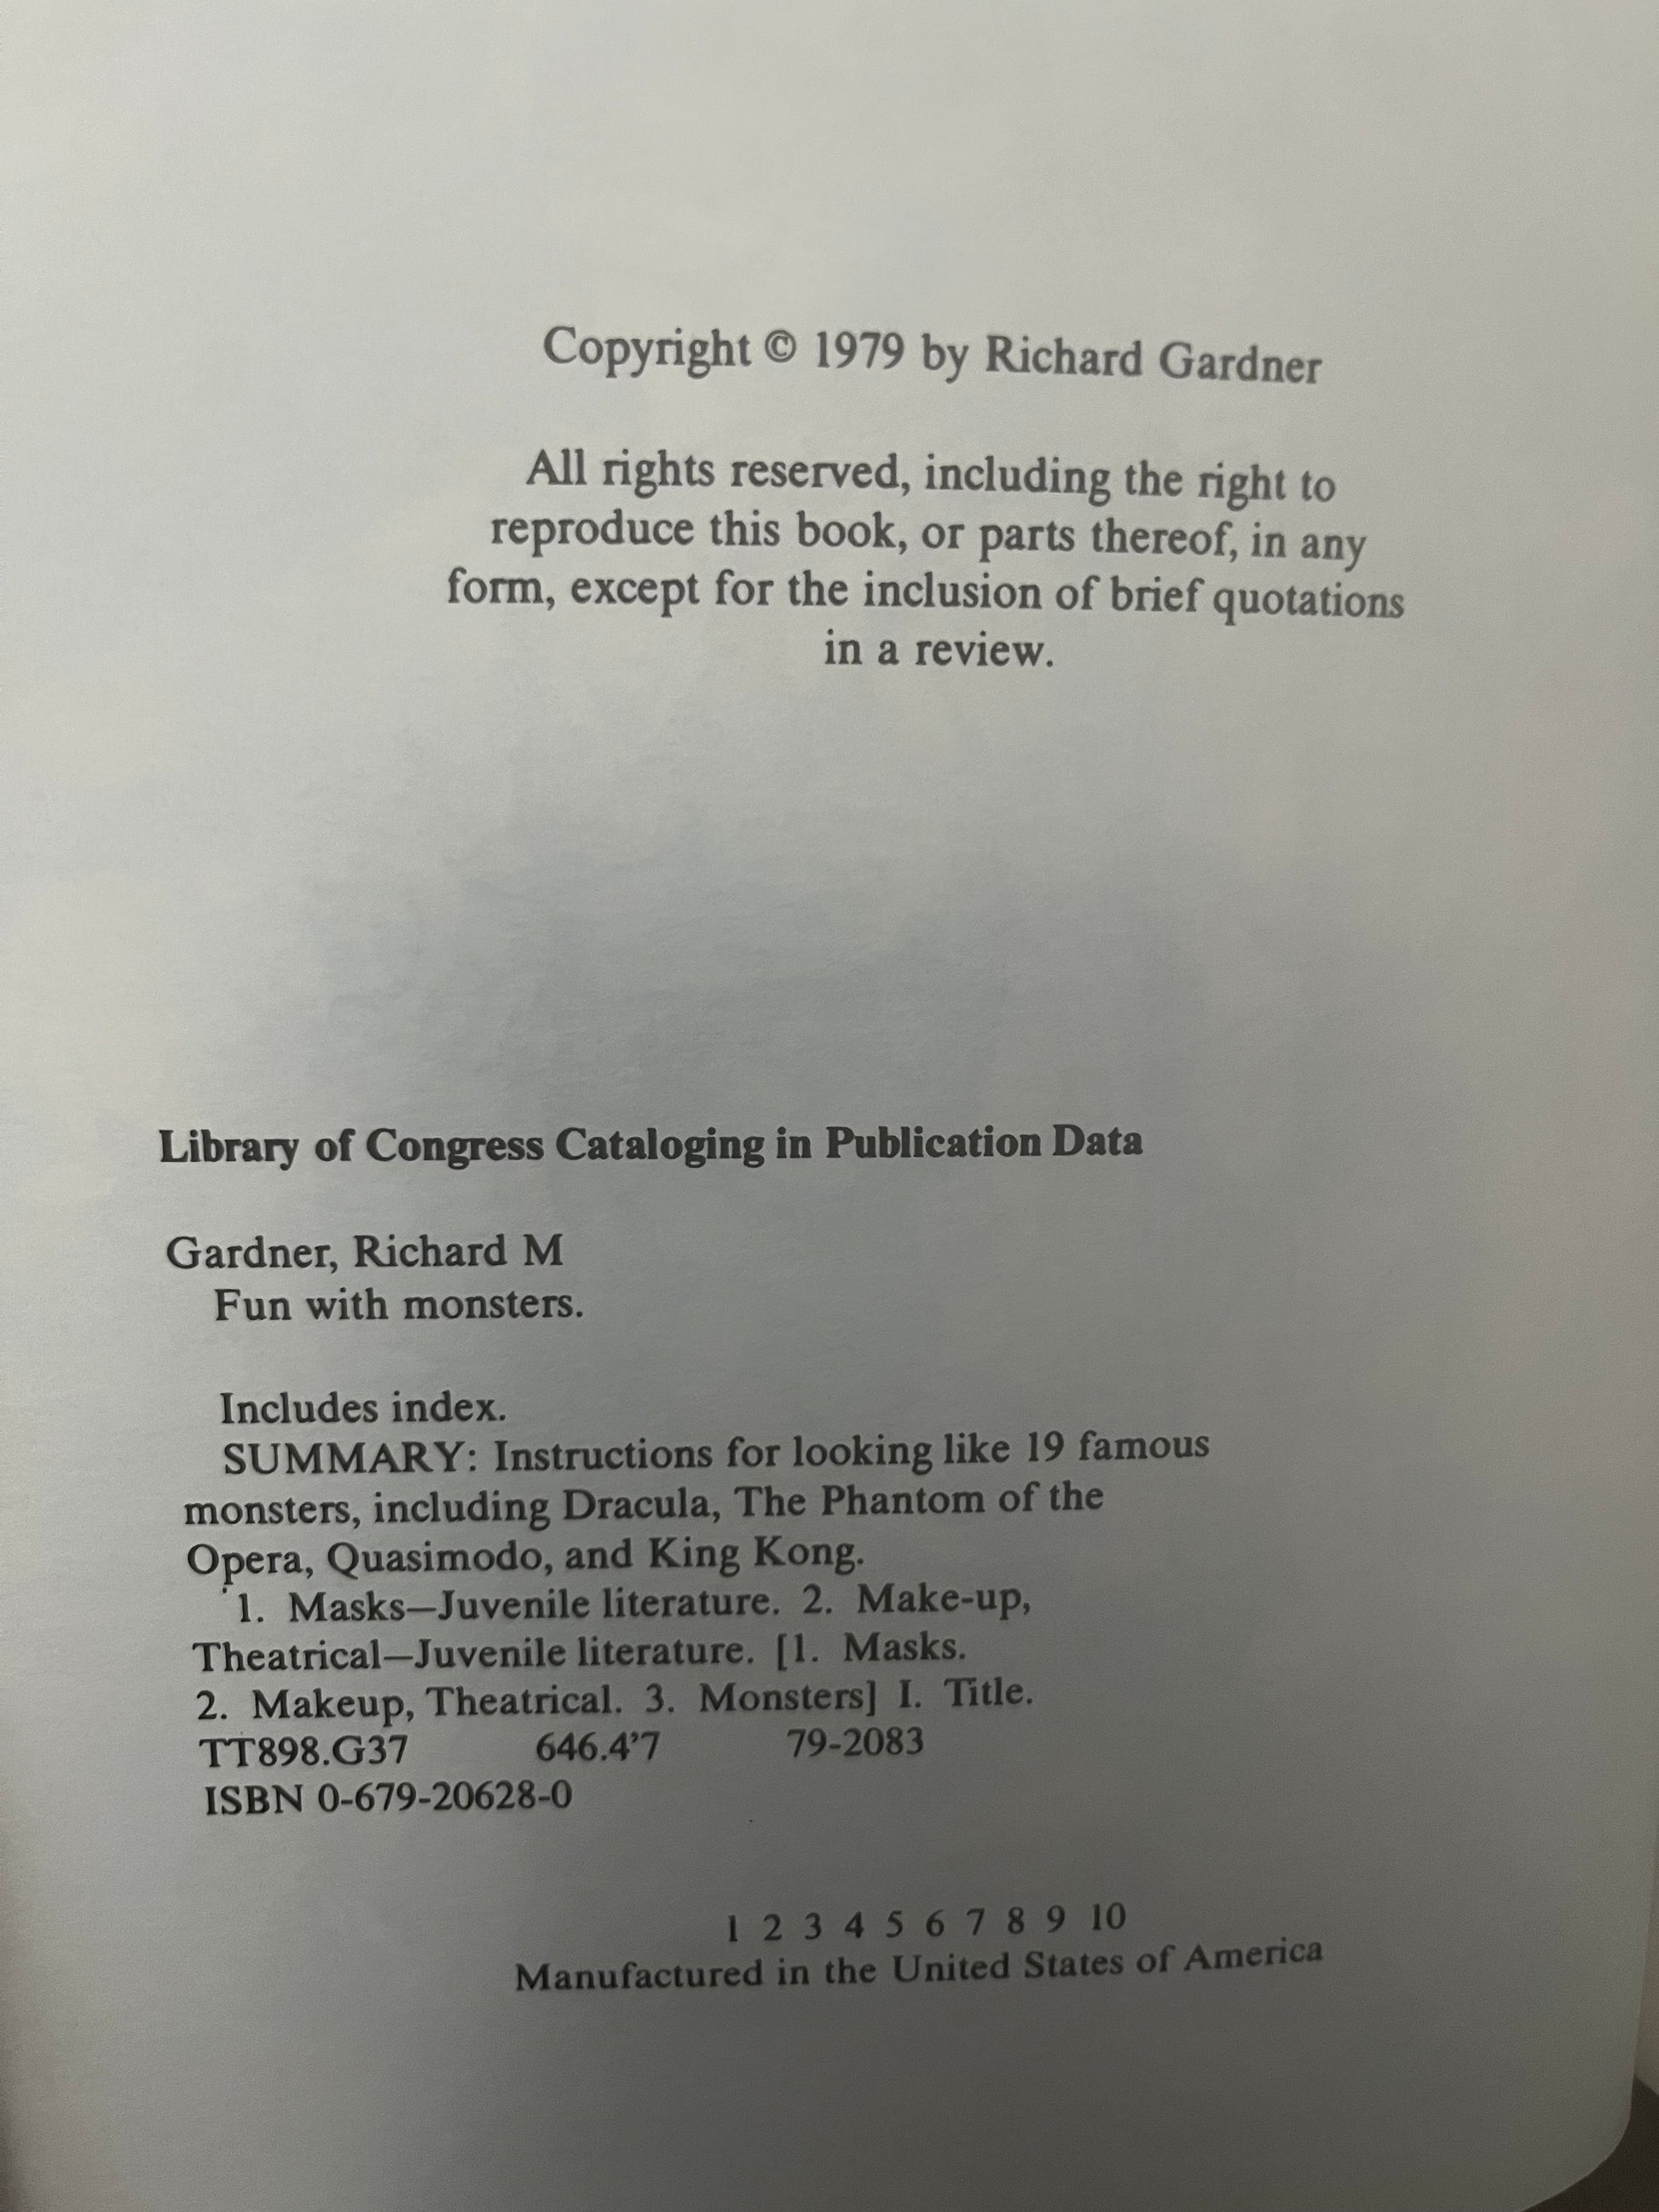 Copyright © 1979 by Richard Gardner
All rights reserved, including the right to
reproduce this book, or parts thereof, in any
form, except for the inclusion of brief quotations
in a review.
Library of Congress Cataloging in Publication Data
Gardner, Richard M
Fun with monsters.
Includes index.
SUMMARY: Instructions for looking like 19 famous
monsters, including Dracula, The Phantom of the
Opera, Quasimodo, and King Kong.
1. Masks—Juvenile literature. 2. Make-up,
Theatrical—Juvenile literature. [1. Masks.
2. Makeup, Theatrical. 3. Monsters] I. Title.
TT898.G37 646.4’7 79-2083
ISBN 0-679-20628-0
1 2 3 4 5 6 7 8 9 10
Manufactured in the United States of America